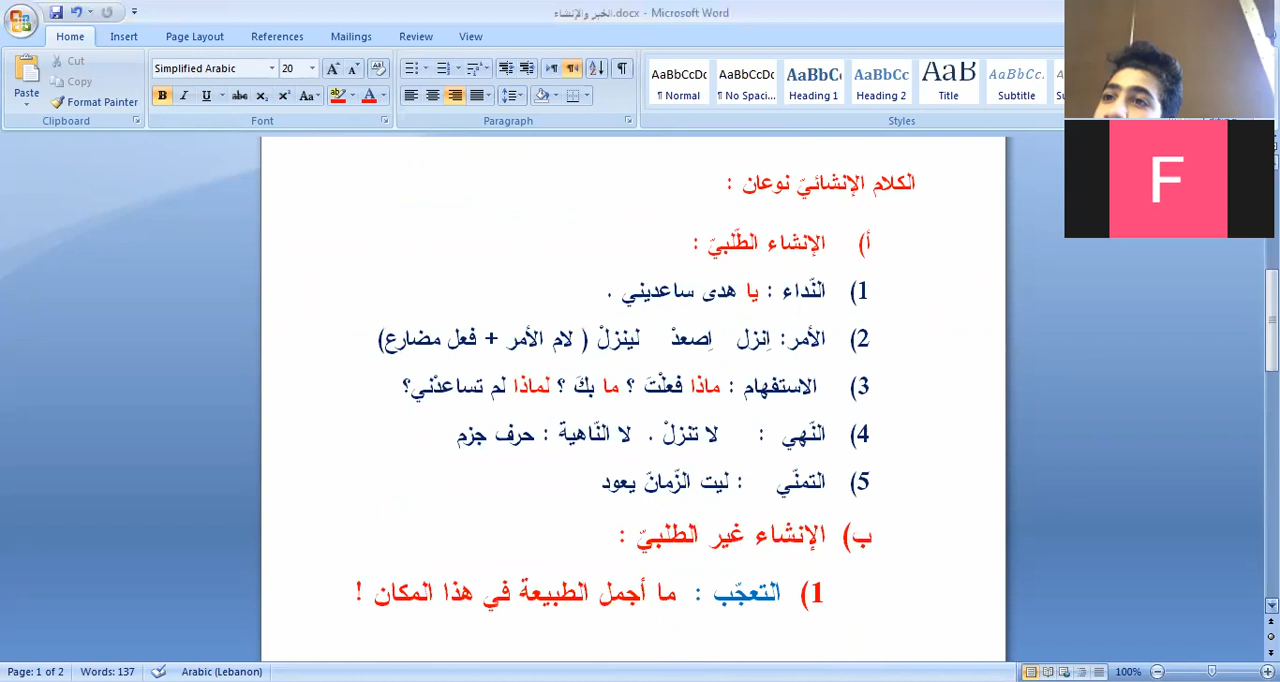 الخبر والإنشاء.docx - Microsoft Word
Home Insert Page Layout References Mailings Review View
Cut
Copy
Paste
Format Painter
Clipboard
Simplified Arabic 20
Font
Paragraph
AaBbCcDc AaBbCcDc AaBbC AaBbCc AaB AaBbCc
¶ Normal ¶ No Spaci... Heading 1 Heading 2 Title Subtitle
Styles
F
الكلام الإنشائيّ نوعان :
أ) الإنشاء الطّلبيّ :
1) النّداء : يا هدى ساعديني .
2) الأمر: اِنزل اِصعدْ لينزلْ ( لام الأمر + فعل مضارع)
3) الاستفهام : ماذا فعلْتَ ؟ ما بكَ ؟ لماذا لم تساعدْني؟
4) النّهي : لا تنزلْ . لا النّاهية : حرف جزم
5) التمنّي : ليت الزّمانّ يعود
ب) الإنشاء غير الطلبيّ :
1) التعجّب : ما أجمل الطبيعة في هذا المكان !
Page: 1 of 2 Words: 137 Arabic (Lebanon) 100%